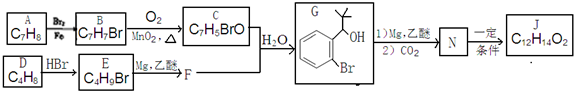 A
C₇H₈
Br₂
Fe
B
C₇H₇Br
O₂
MnO₂,△
C
C₇H₅BrO
D
C₄H₈
HBr
E
C₄H₉Br
Mg,乙醚
F
H₂O
G
OH
Br
1)Mg,乙醚
2) CO₂
N
一定
条件
J
C₁₂H₁₄O₂